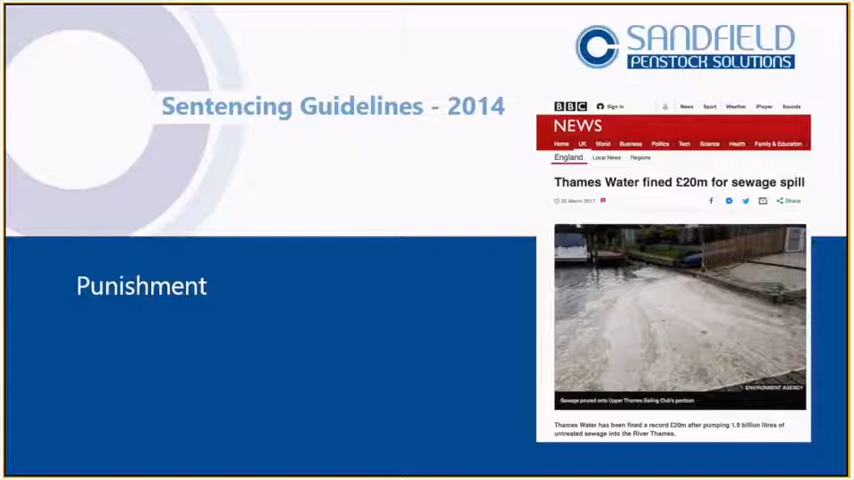 SANDFIELD
PENSTOCK SOLUTIONS
Sentencing Guidelines - 2014
BBC Sign in News Sport Weather iPlayer Sounds
NEWS
Home UK World Business Politics Tech Science Health Family & Education
England Local News Regions
Thames Water fined £20m for sewage spill
22 March 2017 Share
Punishment
ENVIRONMENT AGENCY
Sewage poured onto Upper Thames Sailing Club's pontoon
Thames Water has been fined a record £20m after pumping 1.9 billion litres of
untreated sewage into the River Thames.